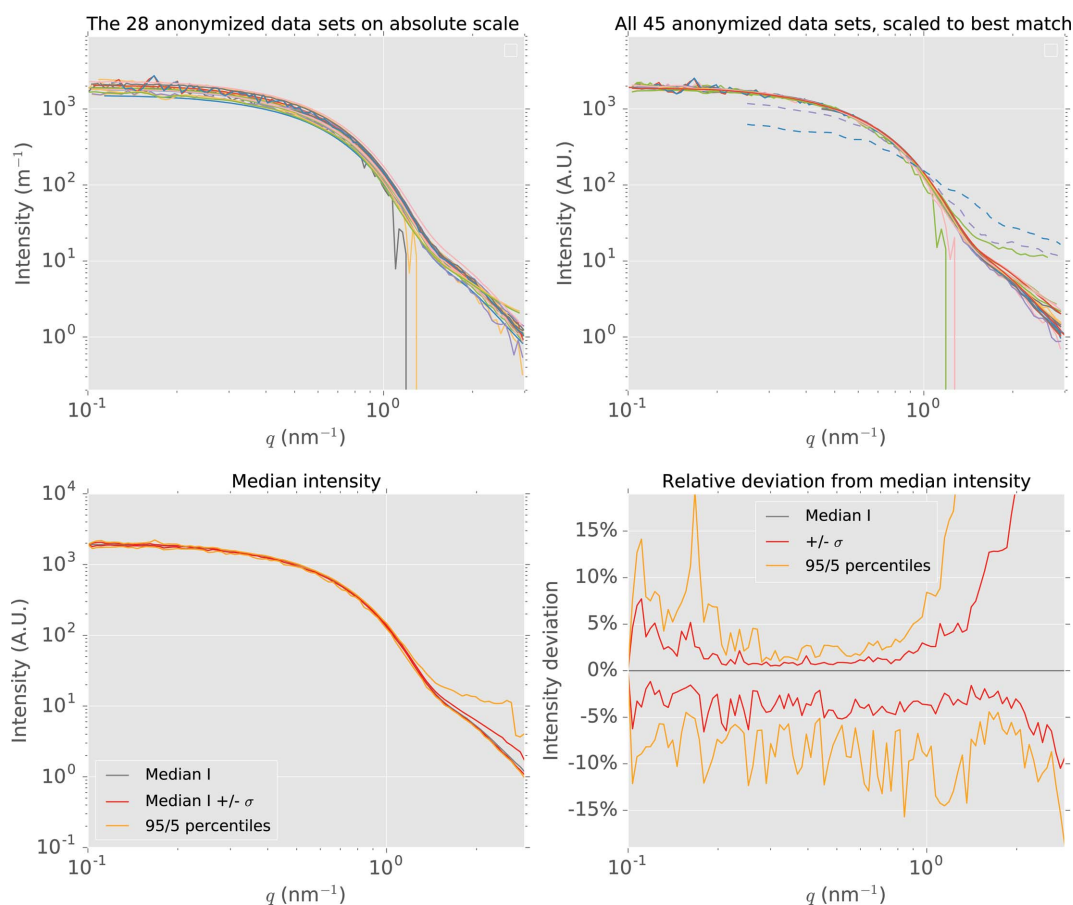 The 28 anonymized data sets on absolute scale
10³
10²
10¹
10⁰
Intensity (m⁻¹)
10⁻¹
10⁰
q (nm⁻¹)
All 45 anonymized data sets, scaled to best match
10³
10²
10¹
10⁰
Intensity (A.U.)
10⁻¹
10⁰
q (nm⁻¹)
Median intensity
10⁴
10³
10²
10¹
10⁰
10⁻¹
Intensity (A.U.)
Median I
Median I +/- σ
95/5 percentiles
10⁻¹
10⁰
q (nm⁻¹)
Relative deviation from median intensity
15%
10%
5%
0%
-5%
-10%
-15%
Intensity deviation
Median I
+/- σ
95/5 percentiles
10⁻¹
10⁰
q (nm⁻¹)